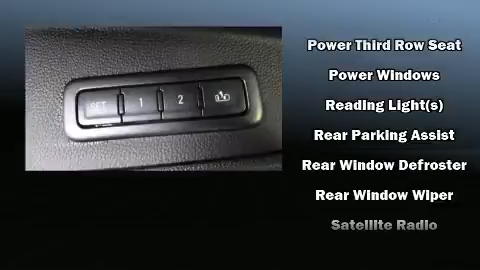 SET 1 2
Power Third Row Seat
Power Windows
Reading Light(s)
Rear Parking Assist
Rear Window Defroster
Rear Window Wiper
Satellite Radio